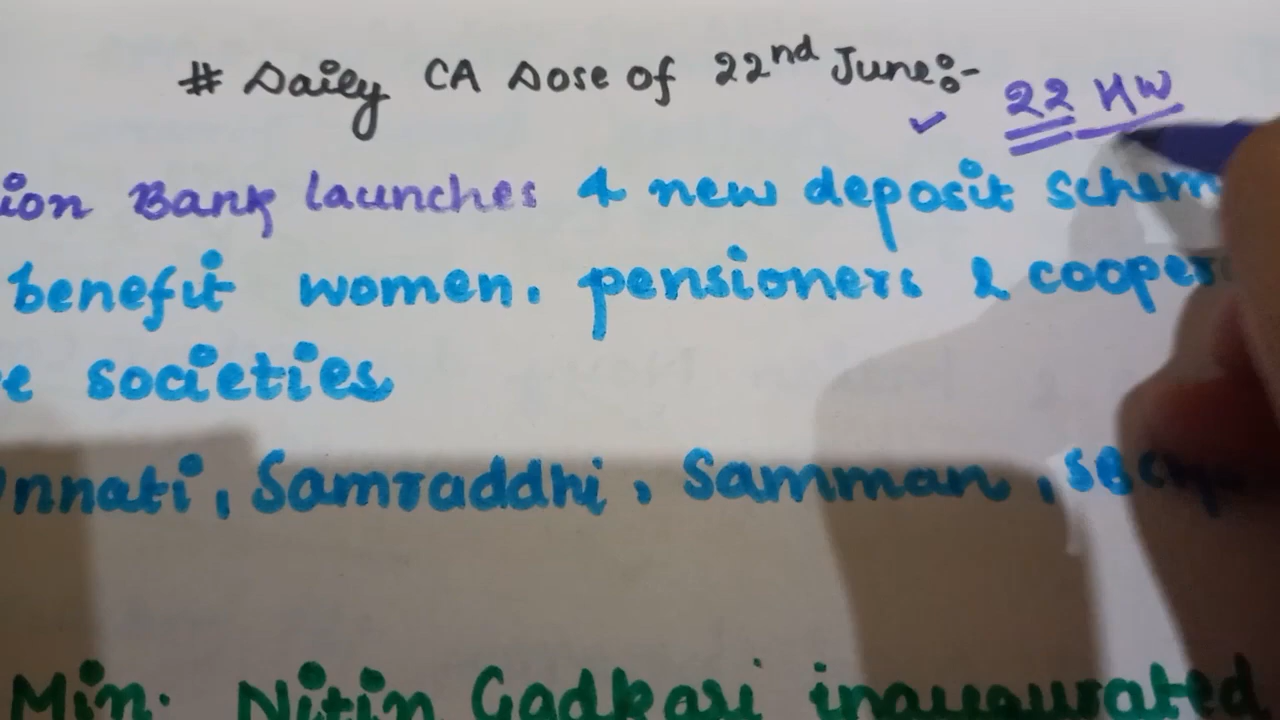 # Daily CA Dose of 22nd June:-
22 HW
ion Bank launches 4 new deposit schem
benefit women, pensioners & cooper
e societies
nnati, Samraddhi, Samman, SB
Min. Nitin Gadkari inaugurated